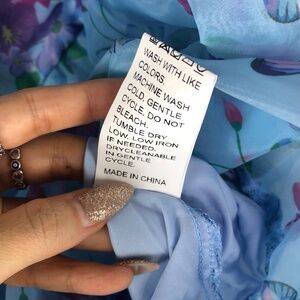 WASH WITH LIKE
COLORS
MACHINE WASH
COLD, GENTLE
CYCLE, DO NOT
BLEACH.
TUMBLE DRY
LOW, LOW IRON
IF NEEDED.
DRYCLEANABLE
IN GENTLE
CYCLE.
MADE IN CHINA